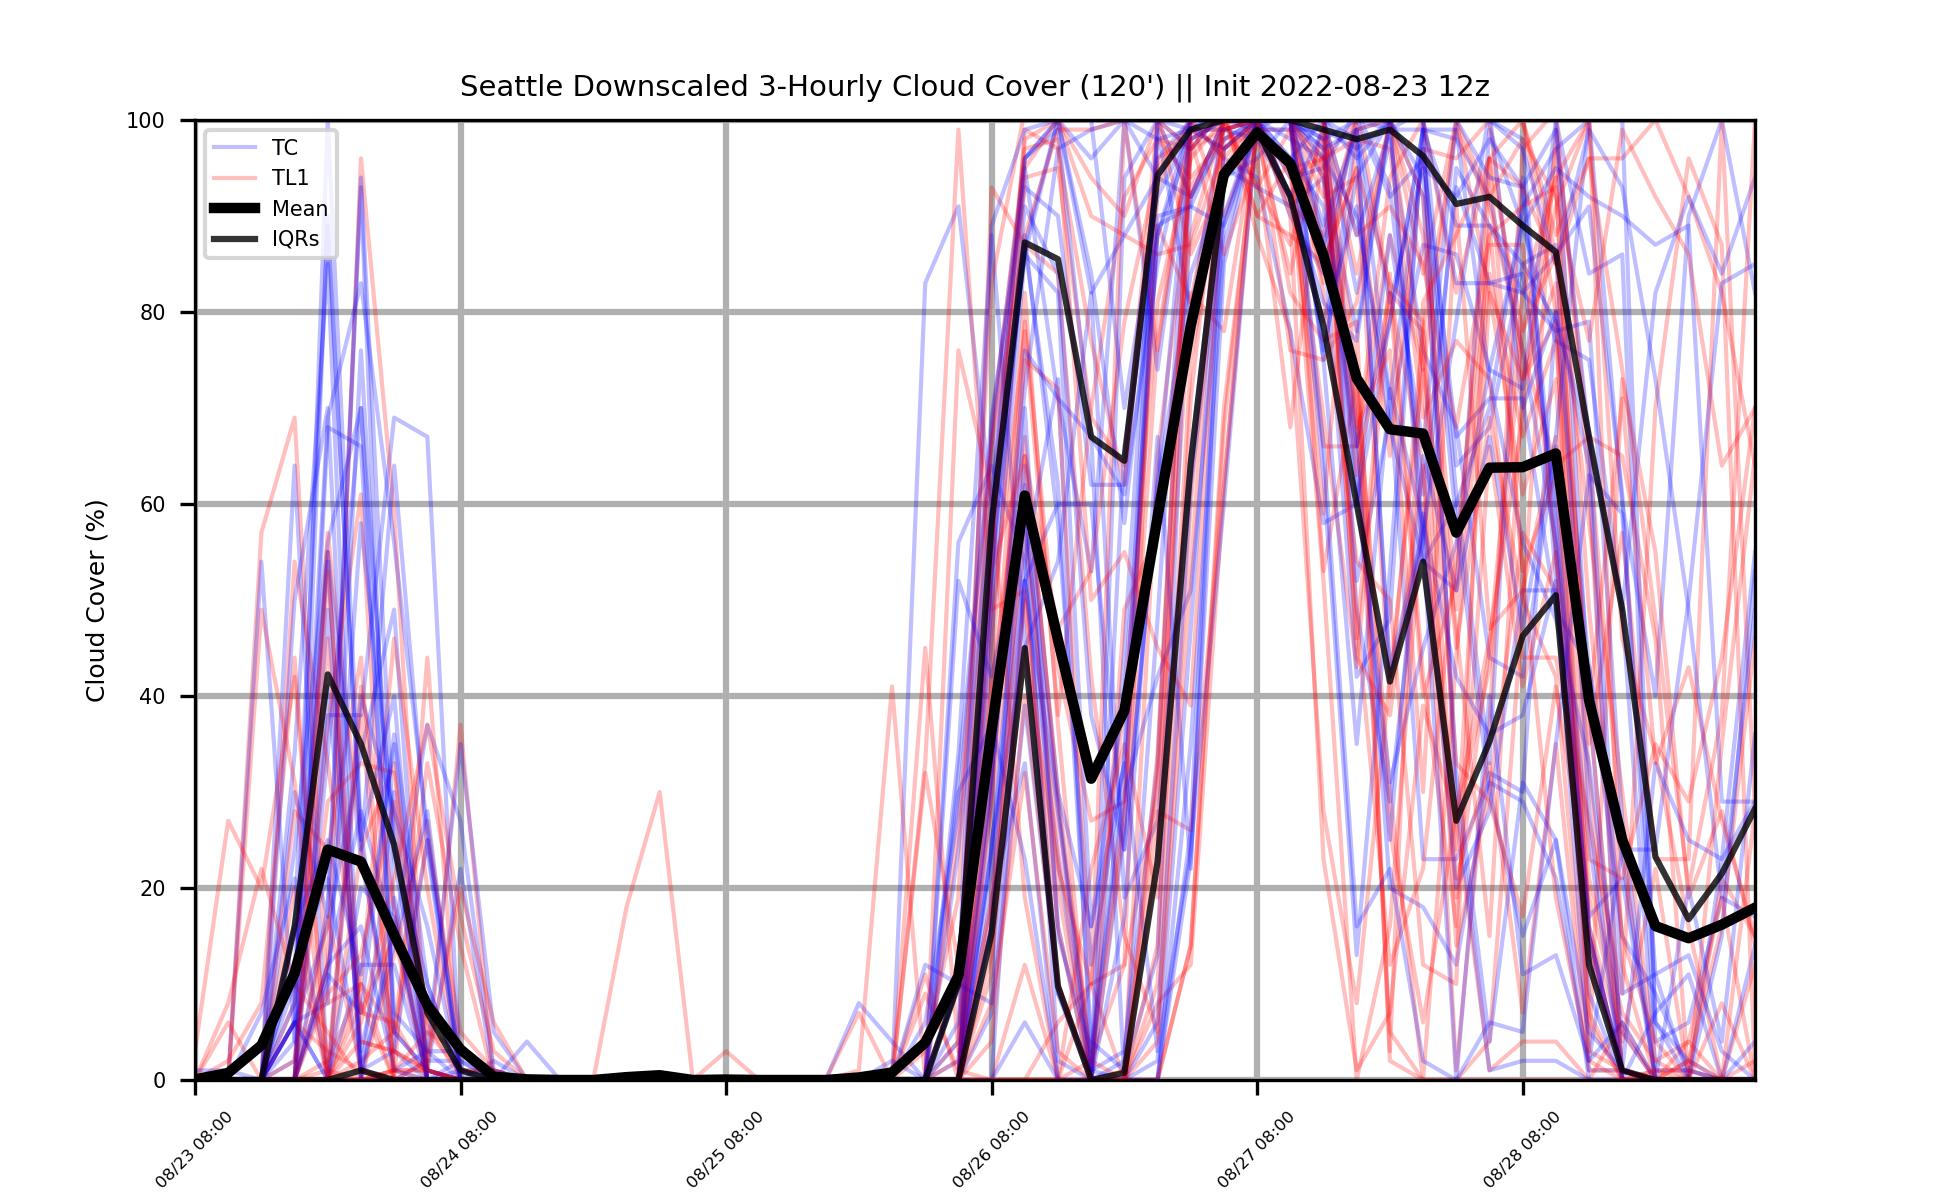 Seattle Downscaled 3-Hourly Cloud Cover (120') || Init 2022-08-23 12z
100
80
60
40
20
0
Cloud Cover (%)
TC
TL1
Mean
IQRs
08/23 08:00
08/24 08:00
08/25 08:00
08/26 08:00
08/27 08:00
08/28 08:00